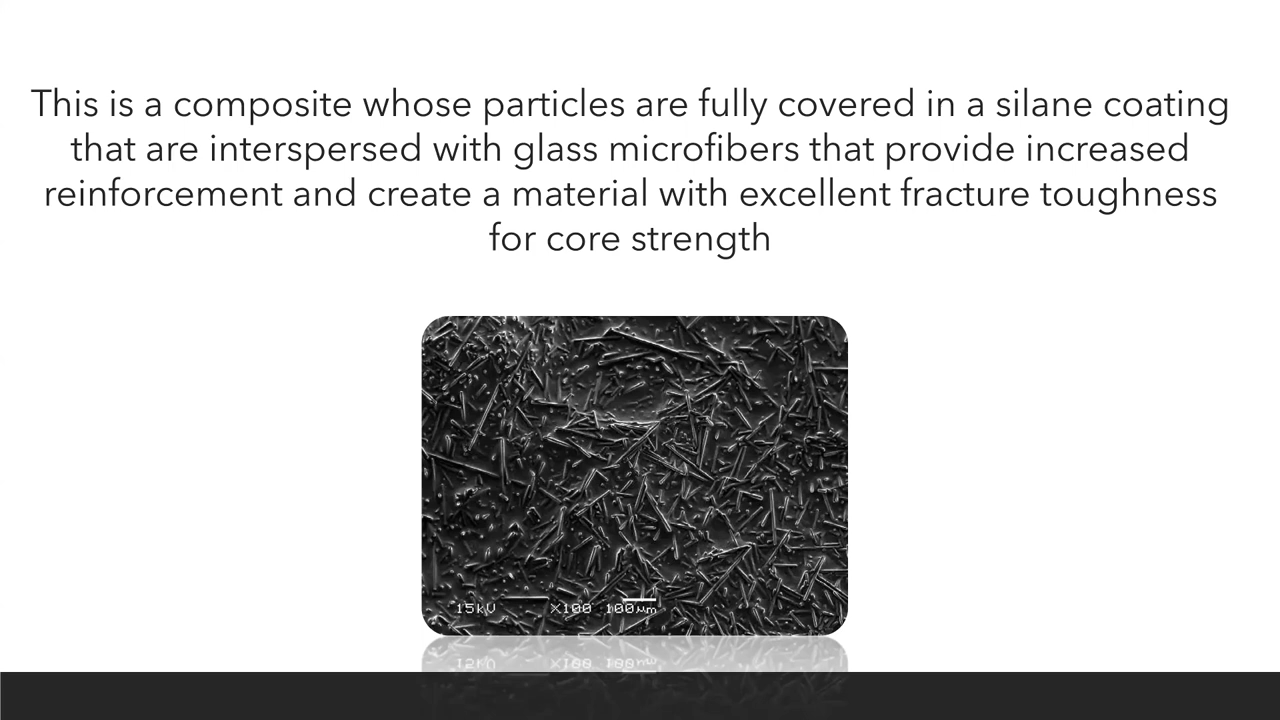 This is a composite whose particles are fully covered in a silane coating
that are interspersed with glass microfibers that provide increased
reinforcement and create a material with excellent fracture toughness
for core strength
15kV X100 100µm